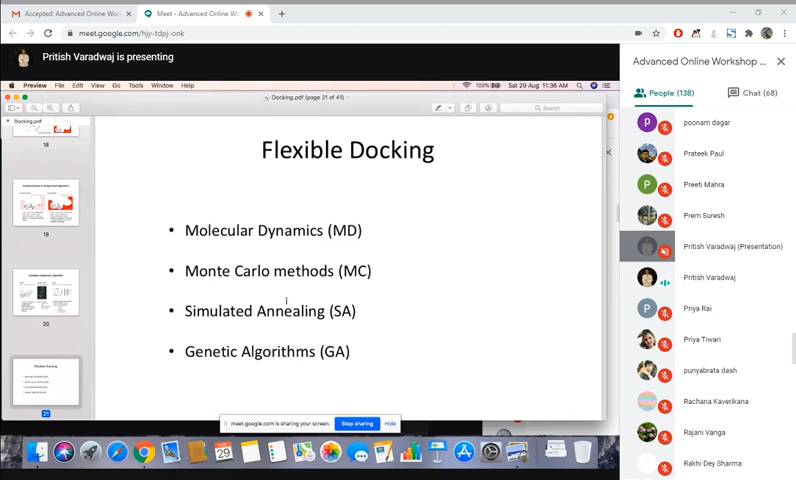 Accepted: Advanced Online Work
Meet - Advanced Online Works
meet.google.com/hjy-tdpj-onk
Pritish Varadwaj is presenting
Advanced Online Workshop ...
People (138)
Chat (68)
Preview File Edit View Go Tools Window Help
100% Sat 29 Aug 11:36 AM
Docking.pdf (page 21 of 41)
Search
Docking.pdf
18
19
20
Flexible Docking
21
Flexible Docking
• Molecular Dynamics (MD)
• Monte Carlo methods (MC)
• Simulated Annealing (SA)
• Genetic Algorithms (GA)
meet.google.com is sharing your screen.
Stop sharing
Hide
29
P
poonam dagar
Prateek Paul
P
Preeti Mahra
Prem Suresh
Pritish Varadwaj (Presentation)
Pritish Varadwaj
P
Priya Rai
Priya Tiwari
punyabrata dash
Rachana Kaverikana
Rajani Vanga
Rakhi Dey Sharma